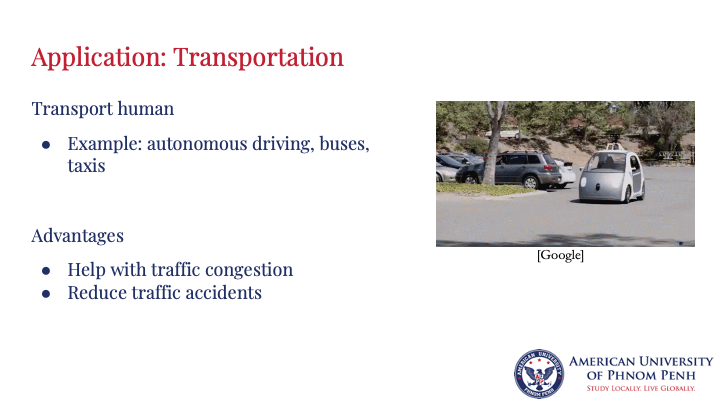 Application: Transportation
Transport human
● Example: autonomous driving, buses,
taxis
Advantages
● Help with traffic congestion
● Reduce traffic accidents
[Google]
AMERICAN UNIVERSITY
OF PHNOM PENH
STUDY LOCALLY. LIVE GLOBALLY.
AMERICAN UNIVERSITY OF
PHNOM PENH